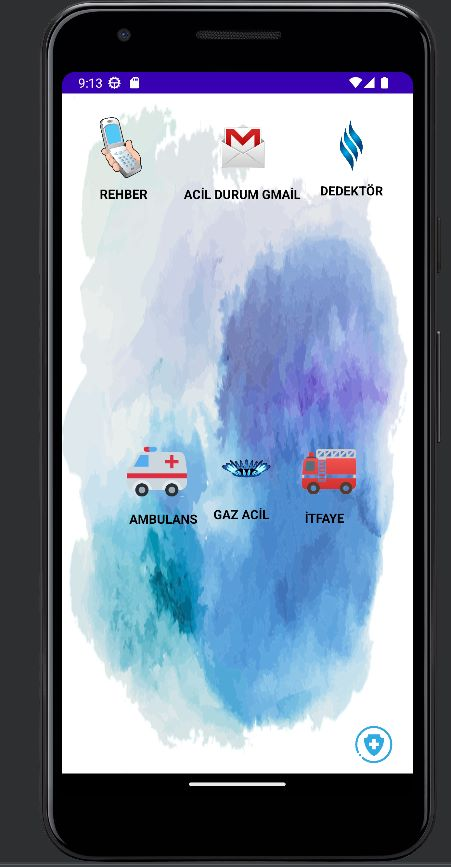 9:13
REHBER
ACİL DURUM GMAİL
DEDEKTÖR
AMBULANS
GAZ ACİL
İTFAYE